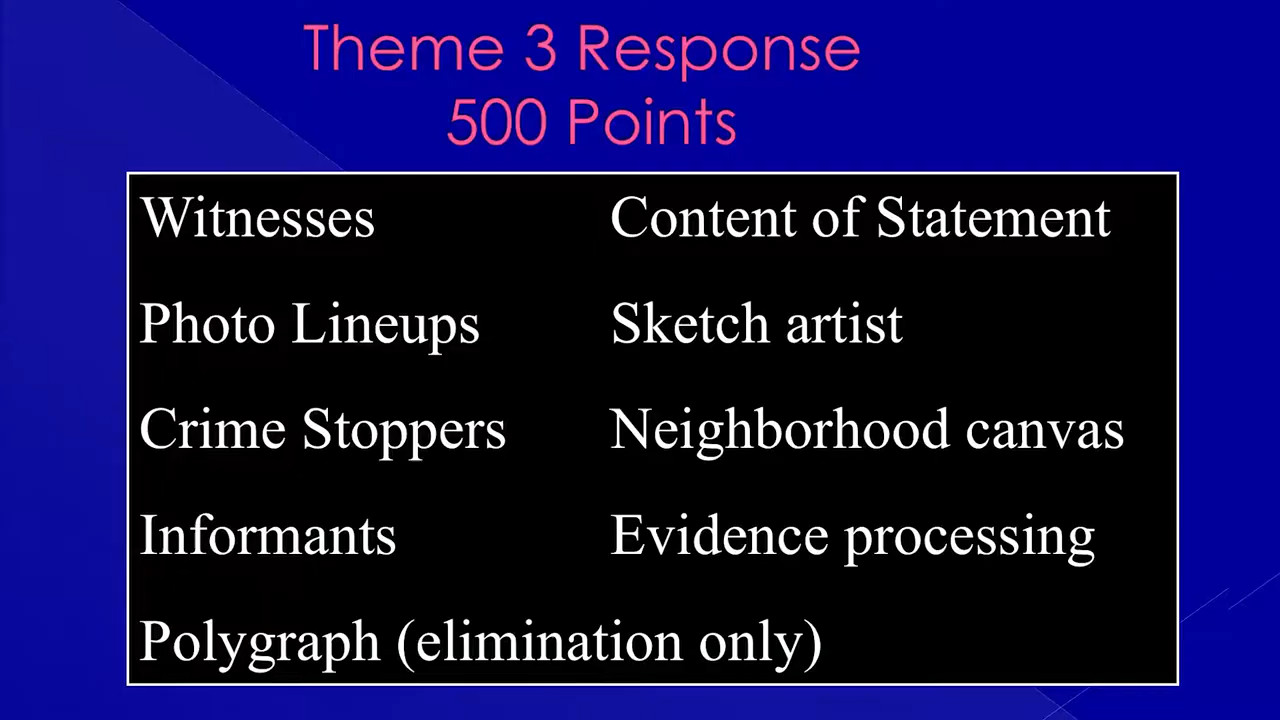 Theme 3 Response
500 Points
Witnesses Content of Statement
Photo Lineups Sketch artist
Crime Stoppers Neighborhood canvas
Informants Evidence processing
Polygraph (elimination only)